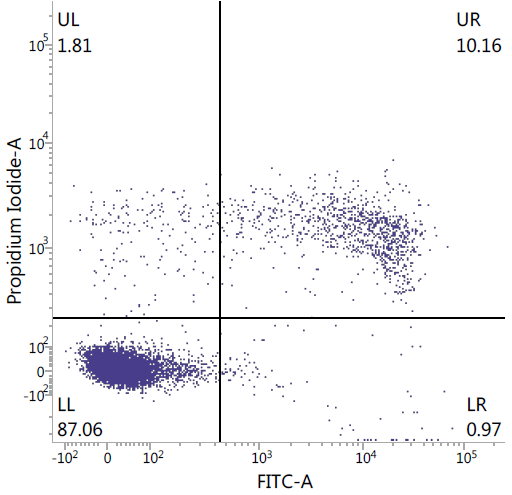 UL
1.81
UR
10.16
10⁵
10⁴
10³
10²
0
-10²
Propidium Iodide-A
LL
87.06
LR
0.97
-10² 0 10² 10³ 10⁴ 10⁵
FITC-A